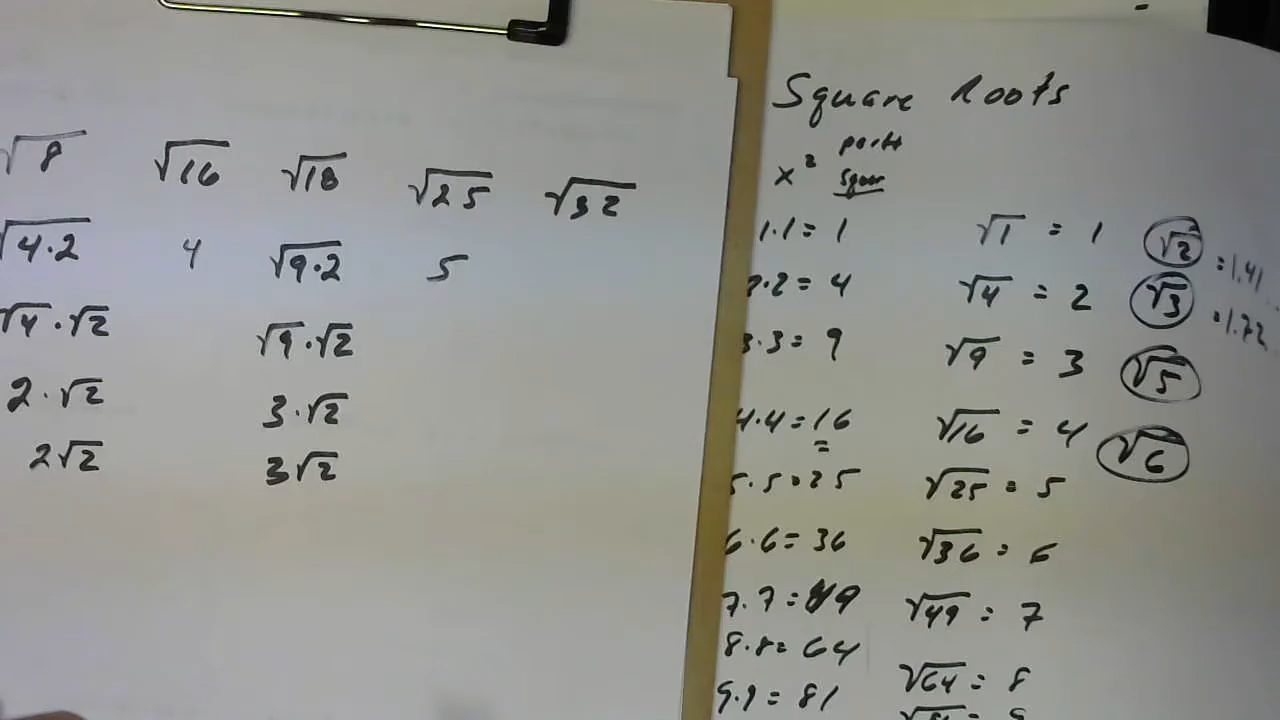 √8 √16 √18 √25 √32
√4·2 4 √9·2 5
√4·√2 √9·√2
2·√2 3·√2
2√2 3√2
Square Roots
x²
1.1=1 √1 = 1 √2 =1.41
2·2=4 √4 = 2 √3 =1.72
3.3=9 √9 = 3 √5
4.4=16 √16 = 4 √6
5.5=25 √25 = 5
6.6=36 √36 = 6
7.7=49 √49 = 7
8.8=64 √64 = 8
9.9=81